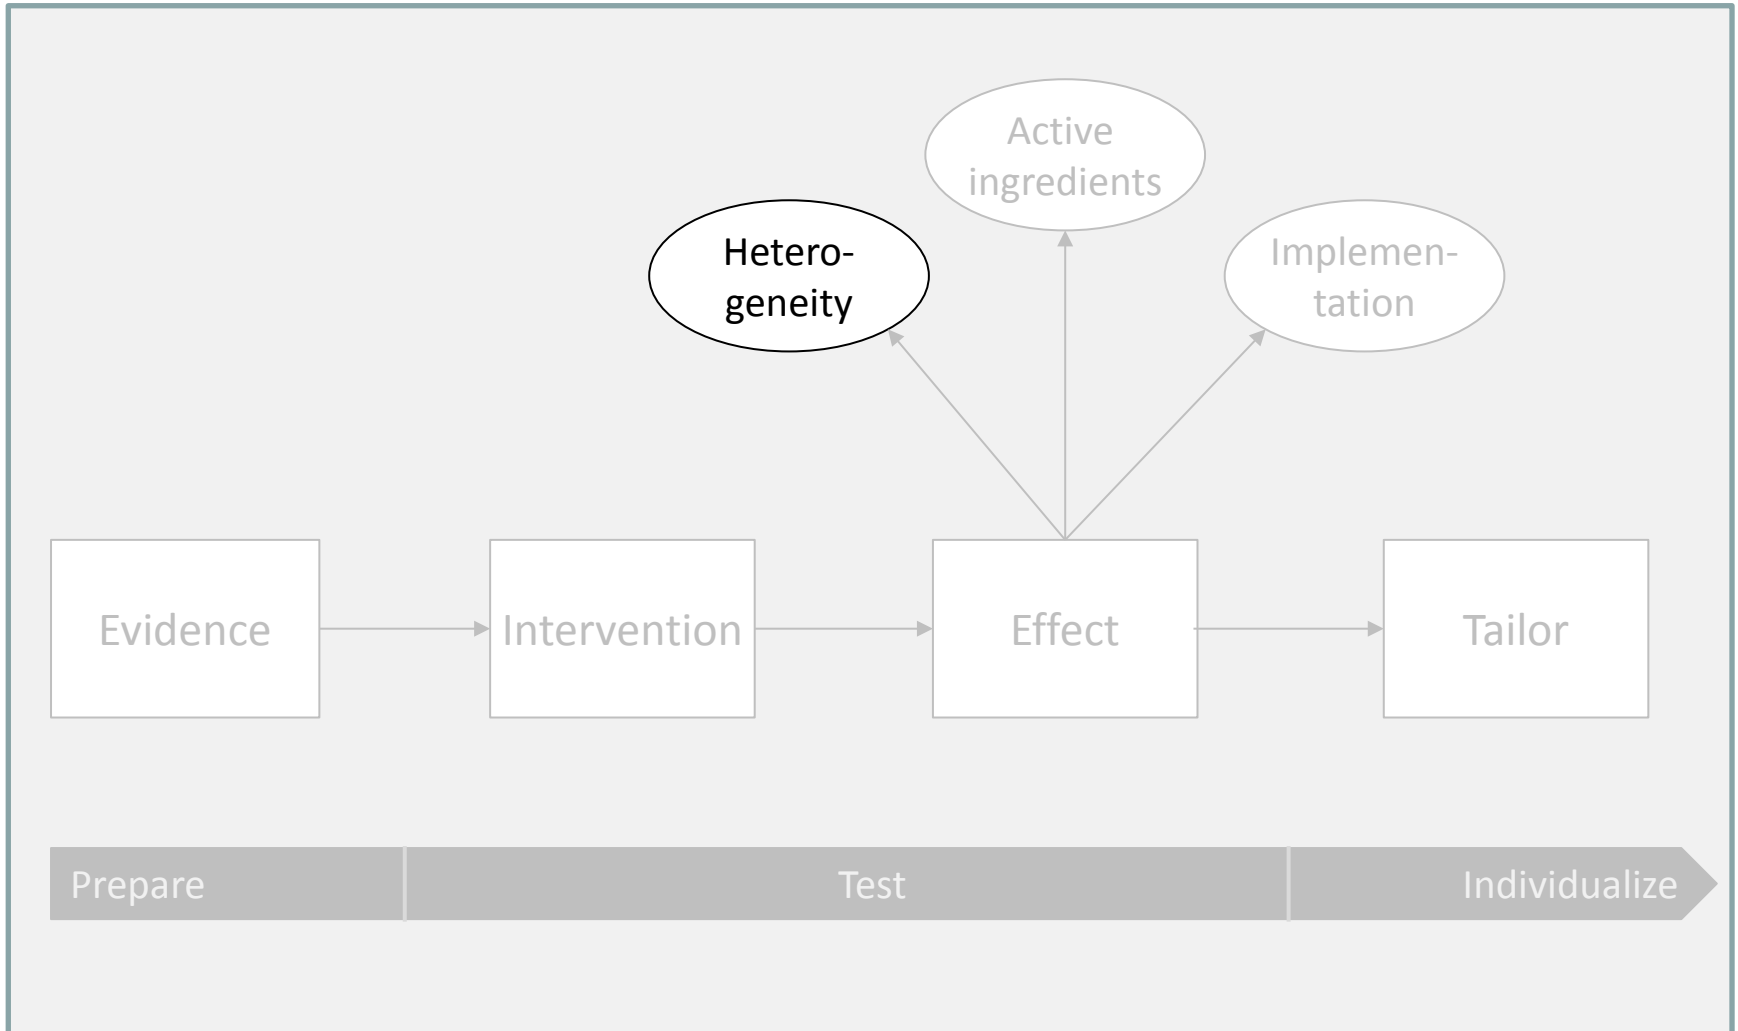 Active
ingredients
Hetero-
geneity
Implemen-
tation
Evidence
Intervention
Effect
Tailor
Prepare
Test
Individualize